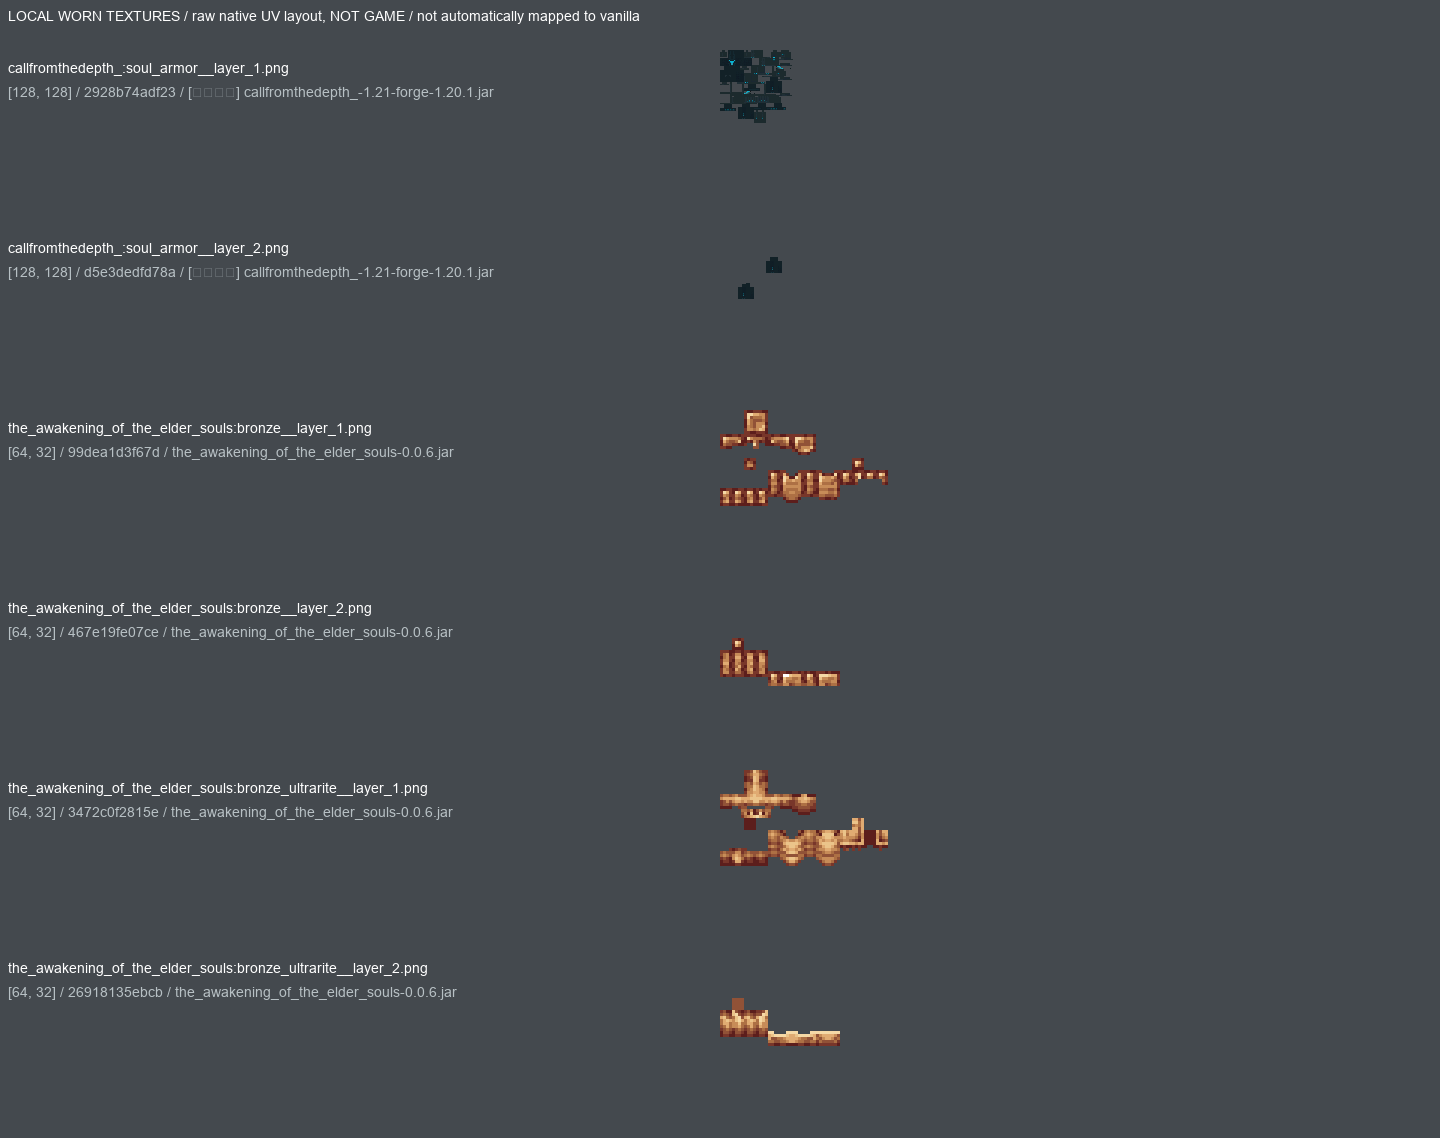 LOCAL WORN TEXTURES / raw native UV layout, NOT GAME / not automatically mapped to vanilla
callfromthedepth_:soul_armor__layer_1.png
[128, 128] / 2928b74adf23 / [□□□□] callfromthedepth_-1.21-forge-1.20.1.jar
callfromthedepth_:soul_armor__layer_2.png
[128, 128] / d5e3dedfd78a / [□□□□] callfromthedepth_-1.21-forge-1.20.1.jar
the_awakening_of_the_elder_souls:bronze__layer_1.png
[64, 32] / 99dea1d3f67d / the_awakening_of_the_elder_souls-0.0.6.jar
the_awakening_of_the_elder_souls:bronze__layer_2.png
[64, 32] / 467e19fe07ce / the_awakening_of_the_elder_souls-0.0.6.jar
the_awakening_of_the_elder_souls:bronze_ultrarite__layer_1.png
[64, 32] / 3472c0f2815e / the_awakening_of_the_elder_souls-0.0.6.jar
the_awakening_of_the_elder_souls:bronze_ultrarite__layer_2.png
[64, 32] / 26918135ebcb / the_awakening_of_the_elder_souls-0.0.6.jar